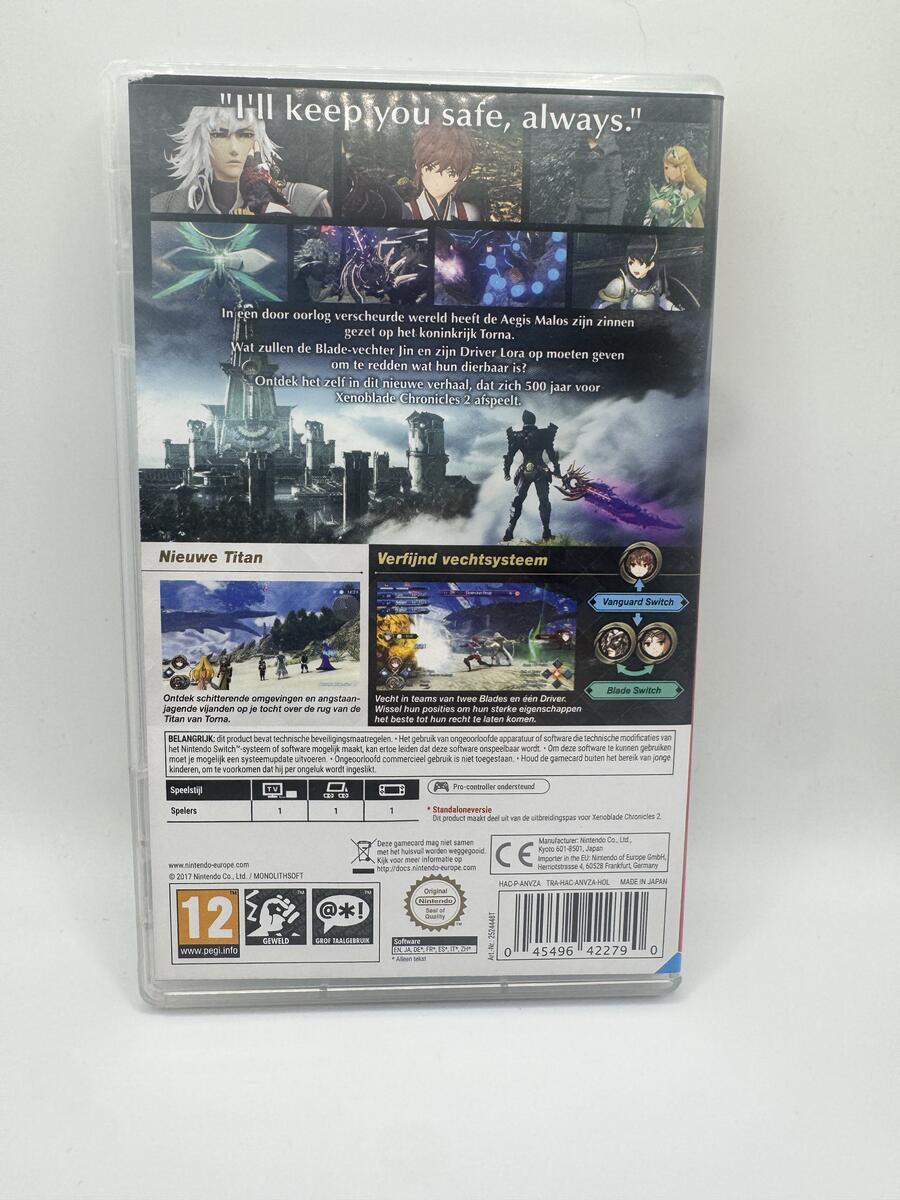 "I'll keep you safe, always."
In een door oorlog verscheurde wereld heeft de Aegis Malos zijn zinnen
gezet op het koninkrijk Torna.
Wat zullen de Blade-vechter Jin en zijn Driver Lora op moeten geven
om te redden wat hun dierbaar is?
Ontdek het zelf in dit nieuwe verhaal, dat zich 500 jaar voor
Xenoblade Chronicles 2 afspeelt.
Nieuwe Titan
Ontdek schitterende omgevingen en angstaan-
jagende vijanden op je tocht over de rug van de
Titan van Torna.
Verfijnd vechtsysteem
Vanguard Switch
Blade Switch
Vecht in teams van twee Blades en één Driver.
Wissel hun posities om hun sterke eigenschappen
het beste tot hun recht te laten komen.
BELANGRIJK: dit product bevat technische beveiligingsmaatregelen. • Het gebruik van ongeoorloofde apparatuur of software die technische modificaties van
het Nintendo Switch™-systeem of software mogelijk maakt, kan ertoe leiden dat deze software onspeelbaar wordt. • Om deze software te kunnen gebruiken
moet je mogelijk een systeemupdate uitvoeren. • Ongeoorloofd commercieel gebruik is niet toegestaan. • Houd de gamecard buiten het bereik van jonge
kinderen, om te voorkomen dat hij per ongeluk wordt ingeslikt.
Speelstijl
TV
Spelers 1 1 1
Pro-controller ondersteund
* Standaloneversie
Dit product maakt deel uit van de uitbreidingspas voor Xenoblade Chronicles 2.
Deze gamecard mag niet samen
met het huisvuil worden weggegooid.
Kijk voor meer informatie op
http://docs.nintendo-europe.com
CE
Manufacturer: Nintendo Co., Ltd.,
Kyoto 601-8501, Japan
Importer in the EU: Nintendo of Europe GmbH,
Herriotstrasse 4, 60528 Frankfurt, Germany
www.nintendo-europe.com
© 2017 Nintendo Co., Ltd. / MONOLITHSOFT
HAC-P-ANVZA TRA-HAC-ANVZA-HOL MADE IN JAPAN
12
www.pegi.info
GEWELD
@*!
GROF TAALGEBRUIK
Original
Nintendo
Seal of
Quality
Software
EN, JA, DE*, FR*, ES*, IT*, ZH*
* Alleen tekst
Art.-Nr. 2524448T
0 45496 42279 0